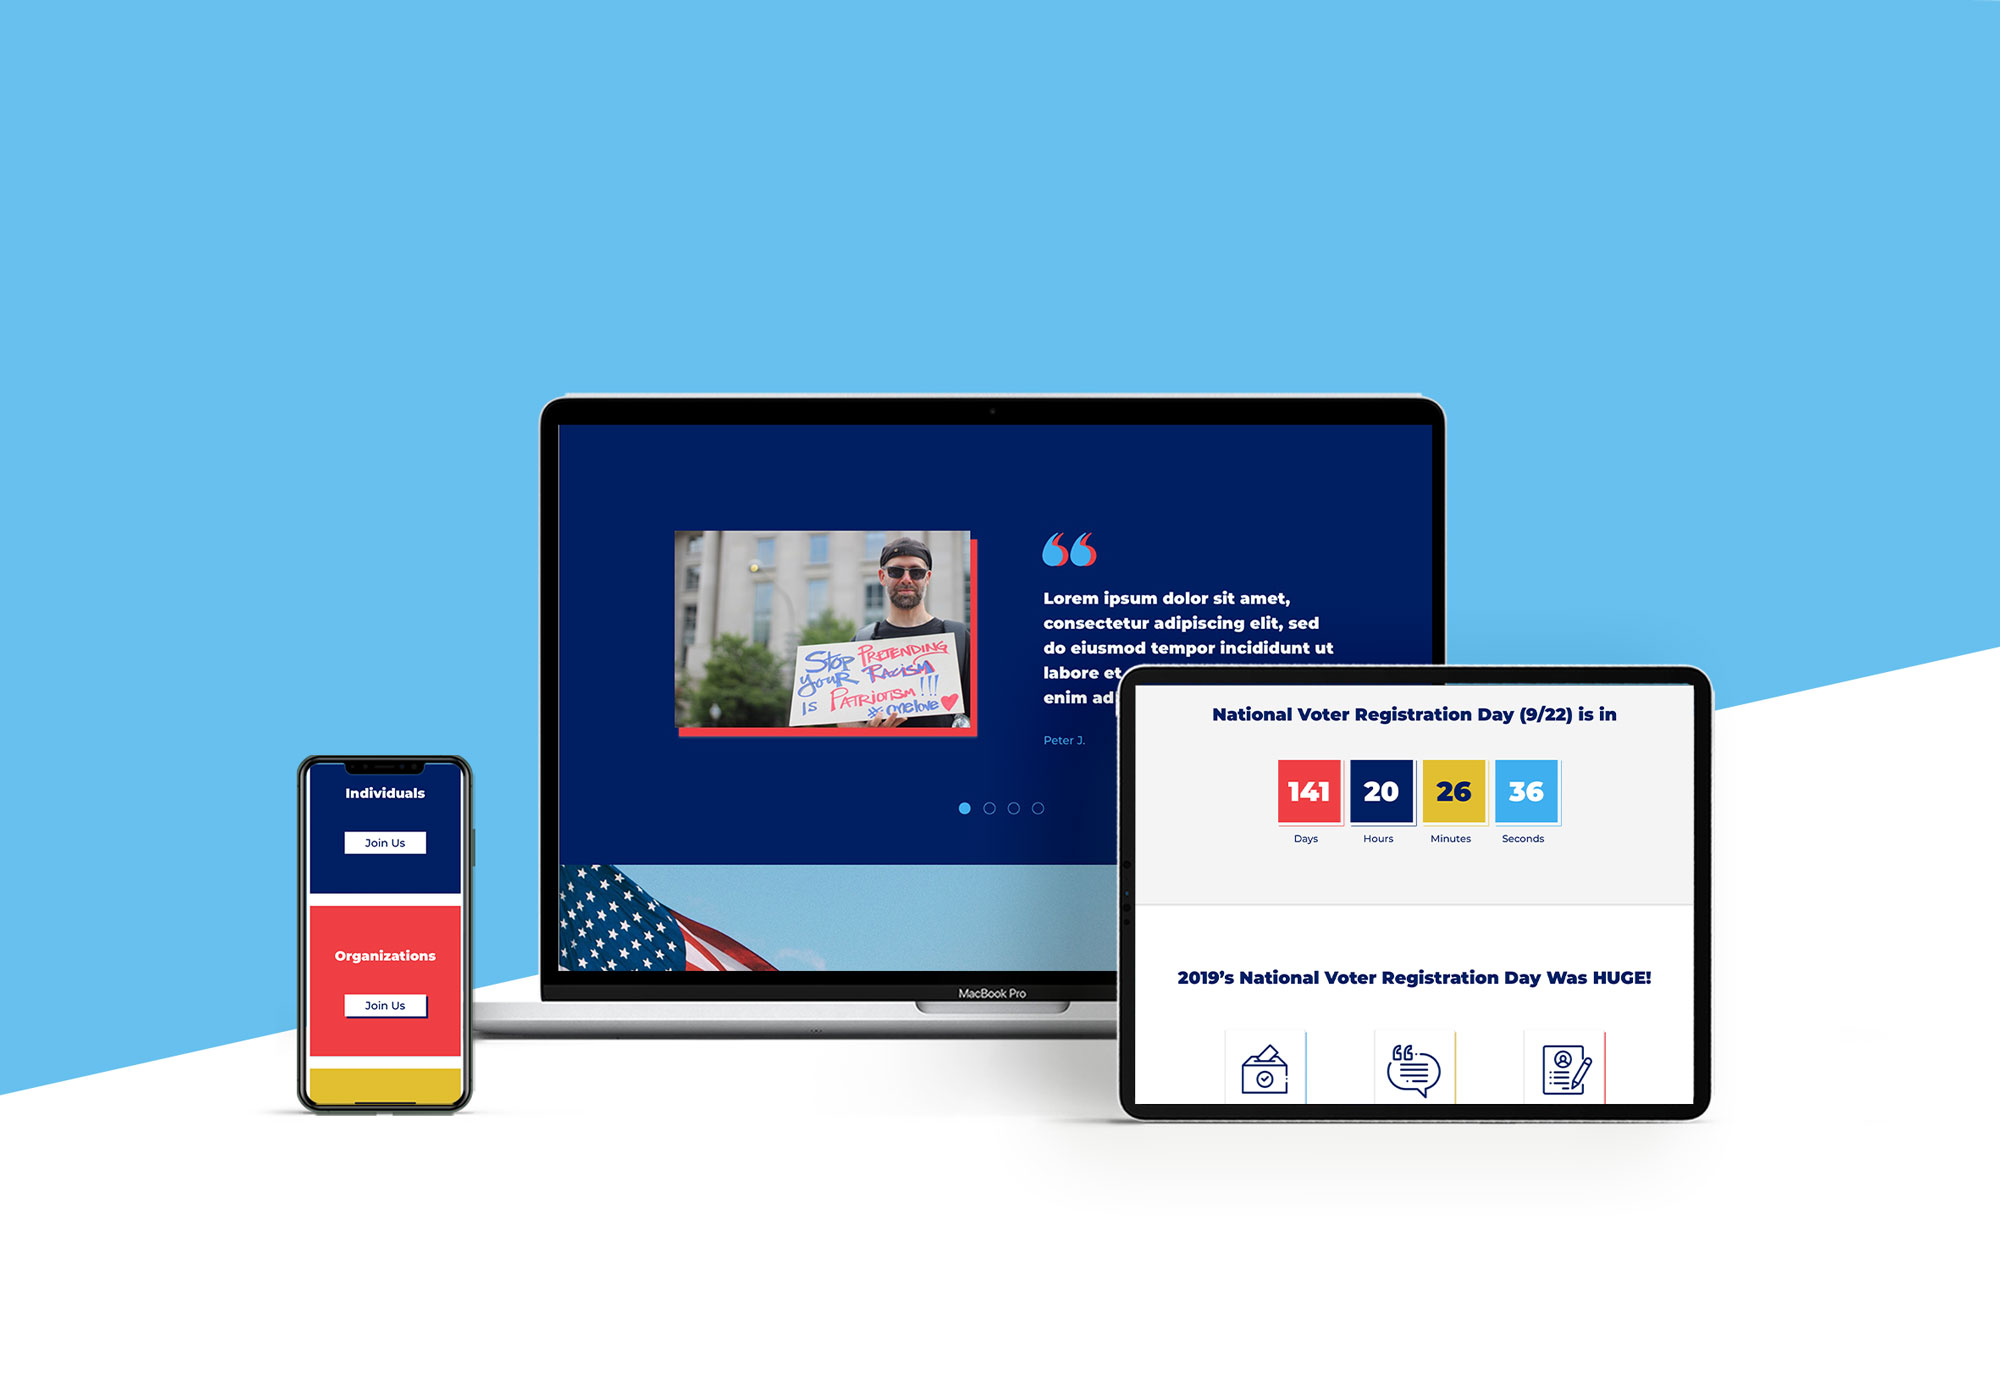 Individuals
Join Us
Organizations
Join Us
Stop PRETENDING
YOUR RACISM
IS PATRIOTISM!!!
#onelove
Lorem ipsum dolor sit amet,
consectetur adipiscing elit, sed
do eiusmod tempor incididunt ut
labore et
enim ad
Peter J.
MacBook Pro
National Voter Registration Day (9/22) is in
141 20 26 36
Days Hours Minutes Seconds
2019’s National Voter Registration Day Was HUGE!